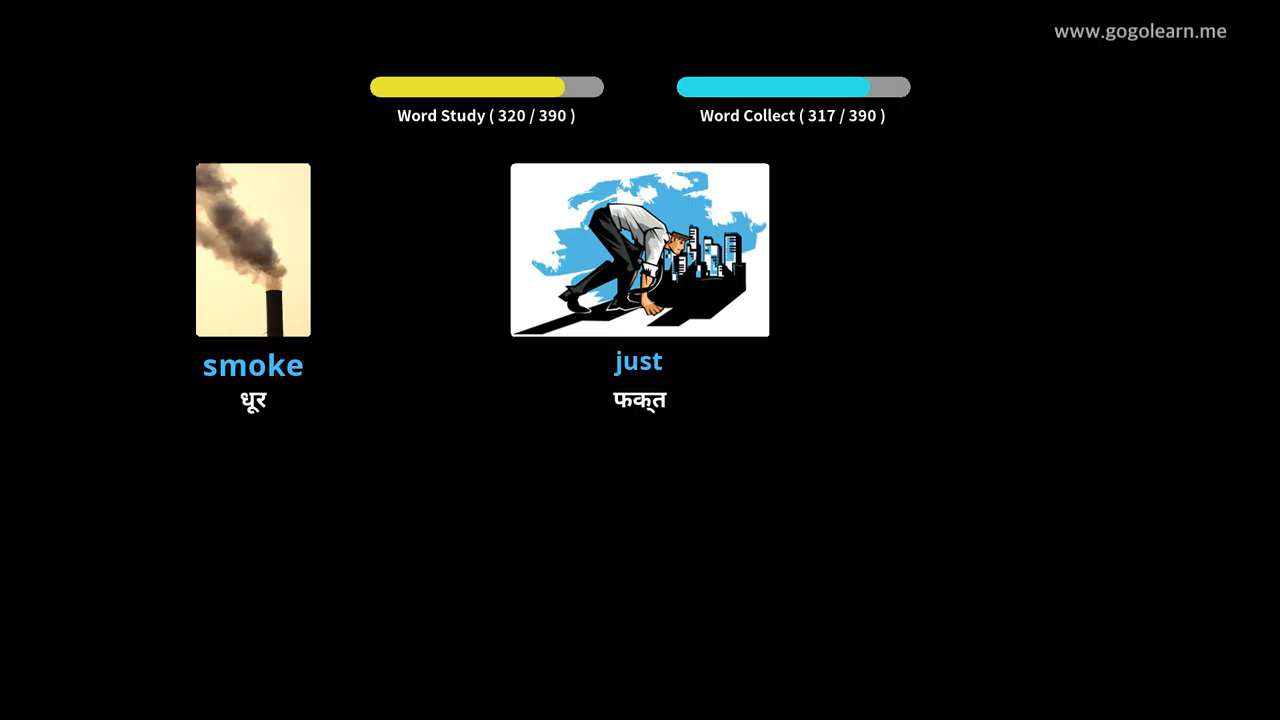 www.gogolearn.me
Word Study ( 320 / 390 )
Word Collect ( 317 / 390 )
smoke
धूर
just
फक्त